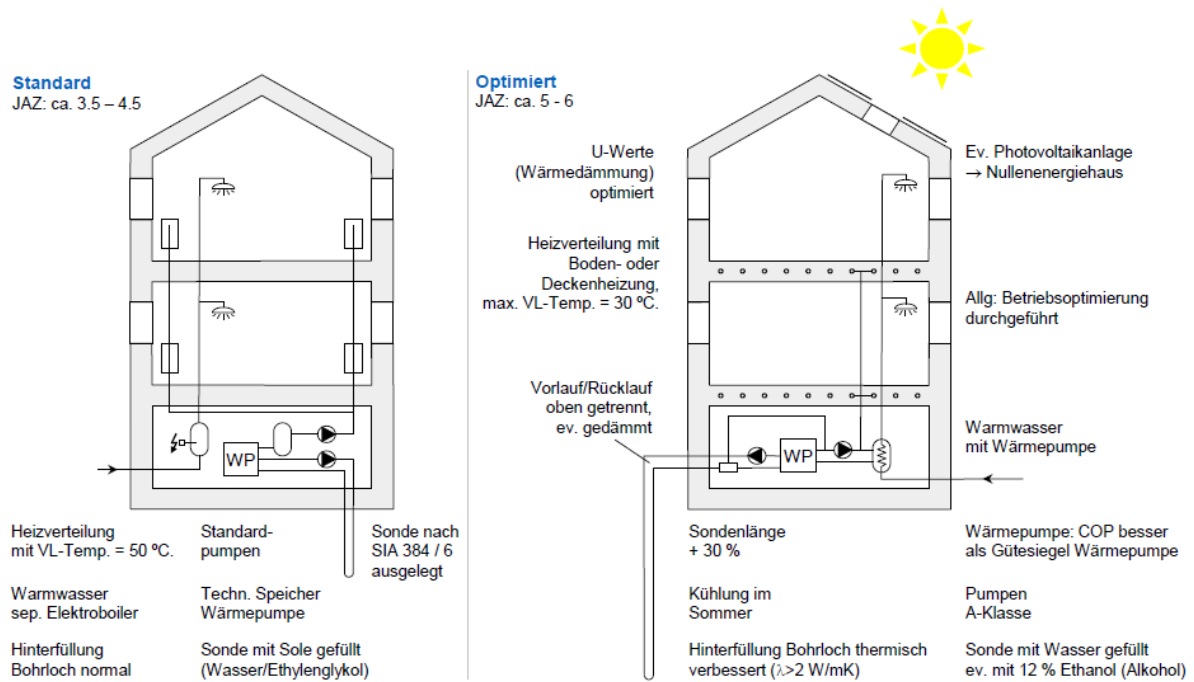 Standard
JAZ: ca. 3.5 – 4.5
WP
Heizverteilung
mit VL-Temp. = 50 ºC.
Standard-
pumpen
Sonde nach
SIA 384 / 6
ausgelegt
Warmwasser
sep. Elektroboiler
Techn. Speicher
Wärmepumpe
Hinterfüllung
Bohrloch normal
Sonde mit Sole gefüllt
(Wasser/Ethylenglykol)
Optimiert
JAZ: ca. 5 - 6
U-Werte
(Wärmedämmung)
optimiert
Ev. Photovoltaikanlage
→ Nullenenergiehaus
Heizverteilung mit
Boden- oder
Deckenheizung,
max. VL-Temp. = 30 ºC.
Allg: Betriebsoptimierung
durchgeführt
Vorlauf/Rücklauf
oben getrennt,
ev. gedämmt
WP
Warmwasser
mit Wärmepumpe
Sondenlänge
+ 30 %
Wärmepumpe: COP besser
als Gütesiegel Wärmepumpe
Kühlung im
Sommer
Pumpen
A-Klasse
Hinterfüllung Bohrloch thermisch
verbessert (λ>2 W/mK)
Sonde mit Wasser gefüllt
ev. mit 12 % Ethanol (Alkohol)